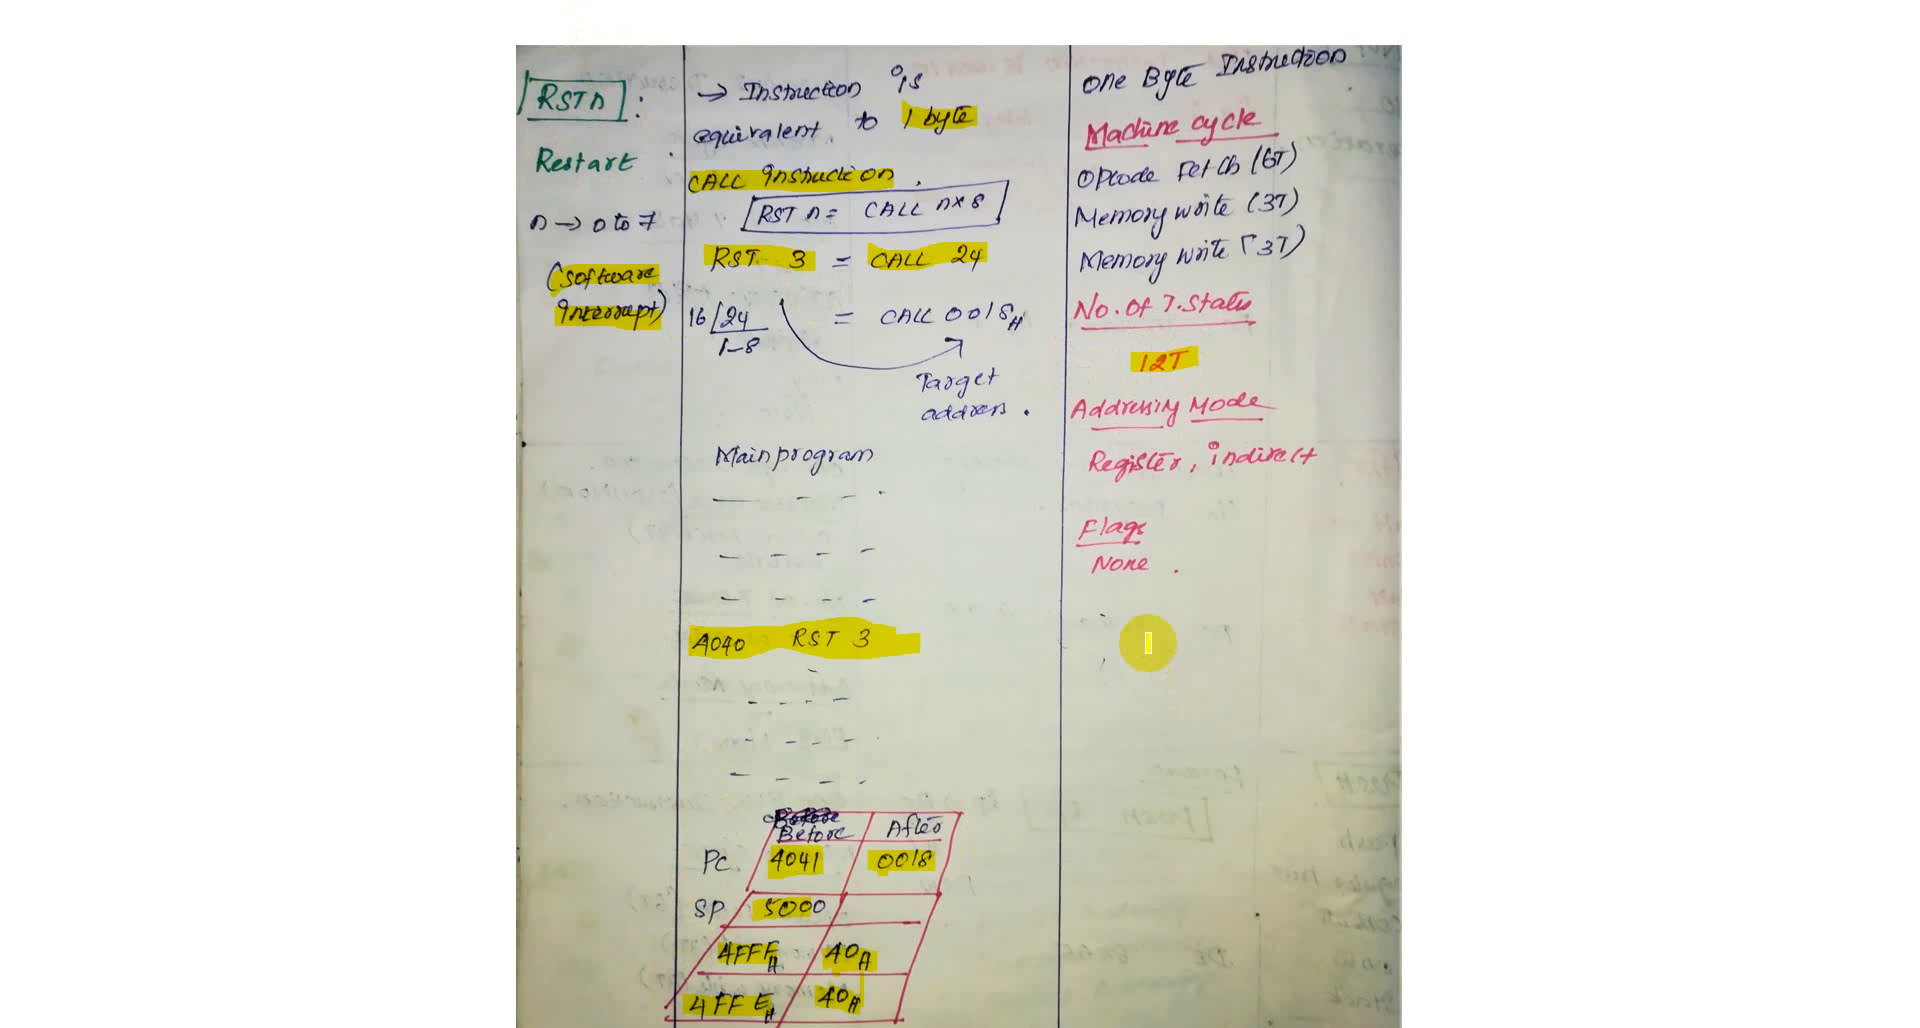 RST n :
Restart
n → 0 to 7
(Software
Interrupt)
→ Instruction is
equivalent to 1 byte
CALL Instruction .
RST n = CALL n×8
RST 3 = CALL 24
16 24 = CALL 0018H
1-8
Target
address .
Main program
A040 RST 3
Before After
PC 4041 0018
SP 5000
4FFFH 40H
4FFEH 40H
One Byte Instruction
Machine cycle
Opcode Fetch (6T)
Memory write (3T)
Memory write (3T)
No. of T. States
12T
Addressing Mode
Register, indirect
Flags
None .